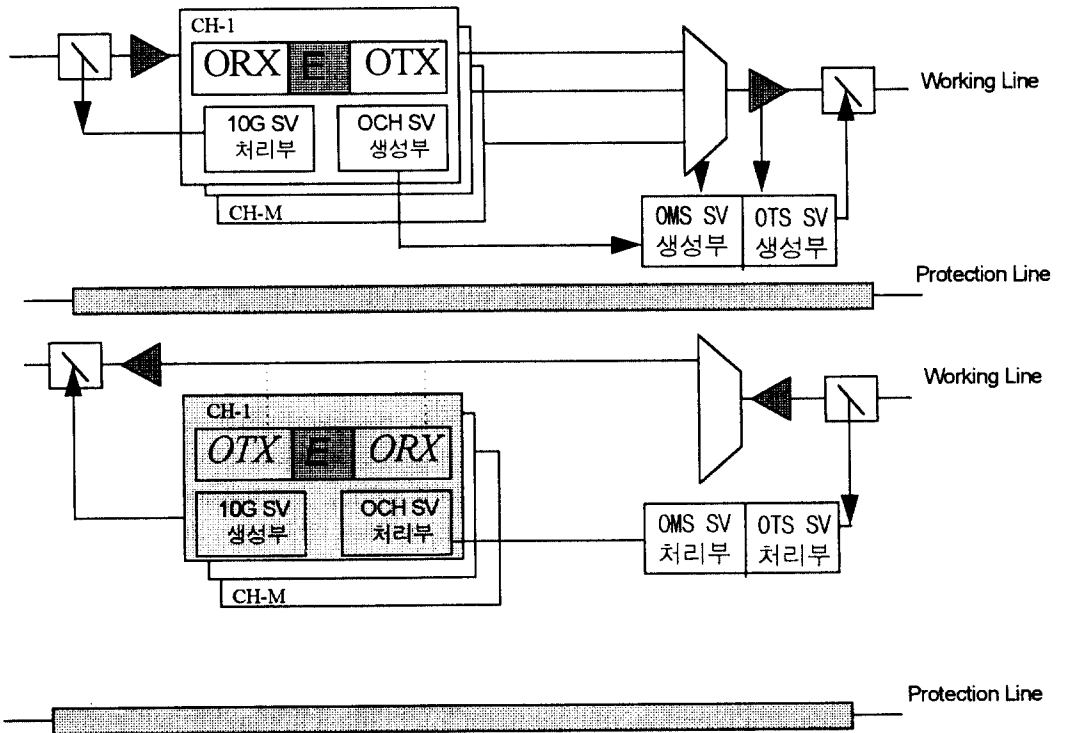 CH-1
ORX E OTX
10G SV
처리부
OCH SV
생성부
CH-M
Working Line
OMS SV
생성부
OTS SV
생성부
Protection Line
Working Line
CH-1
OTX E ORX
10G SV
생성부
OCH SV
처리부
CH-M
OMS SV
처리부
OTS SV
처리부
Protection Line